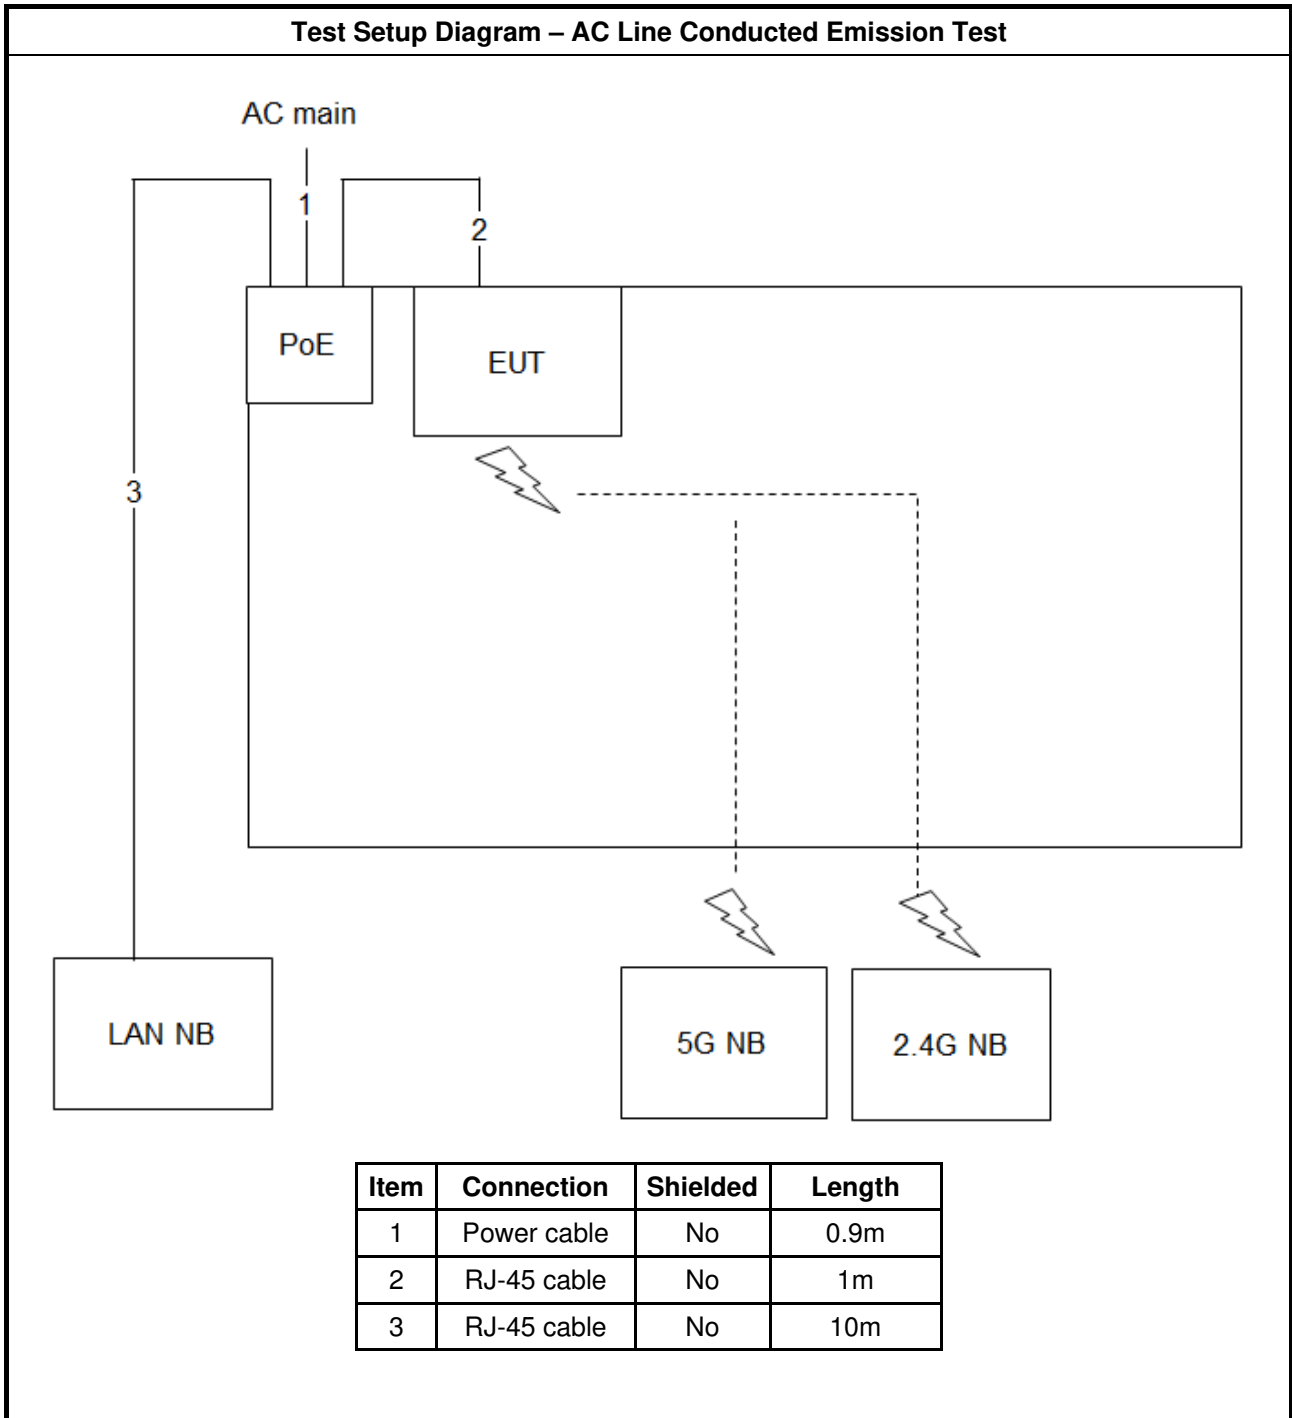 Test Setup Diagram – AC Line Conducted Emission Test
AC main
1
2
PoE
EUT
3
LAN NB
5G NB
2.4G NB
Item Connection Shielded Length
1 Power cable No 0.9m
2 RJ-45 cable No 1m
3 RJ-45 cable No 10m